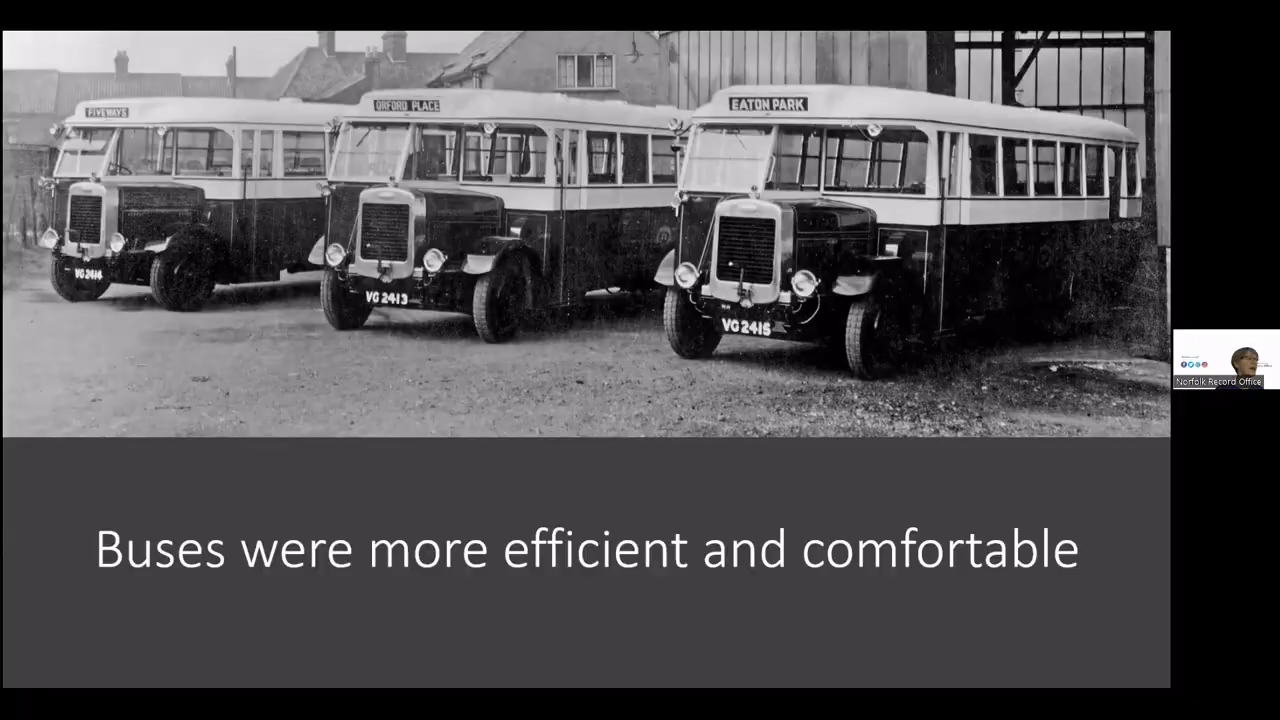 FIVEWAYS
ORFORD PLACE
EATON PARK
VG 2414
VG 2413
VG 2415
Norfolk Record Office
Buses were more efficient and comfortable